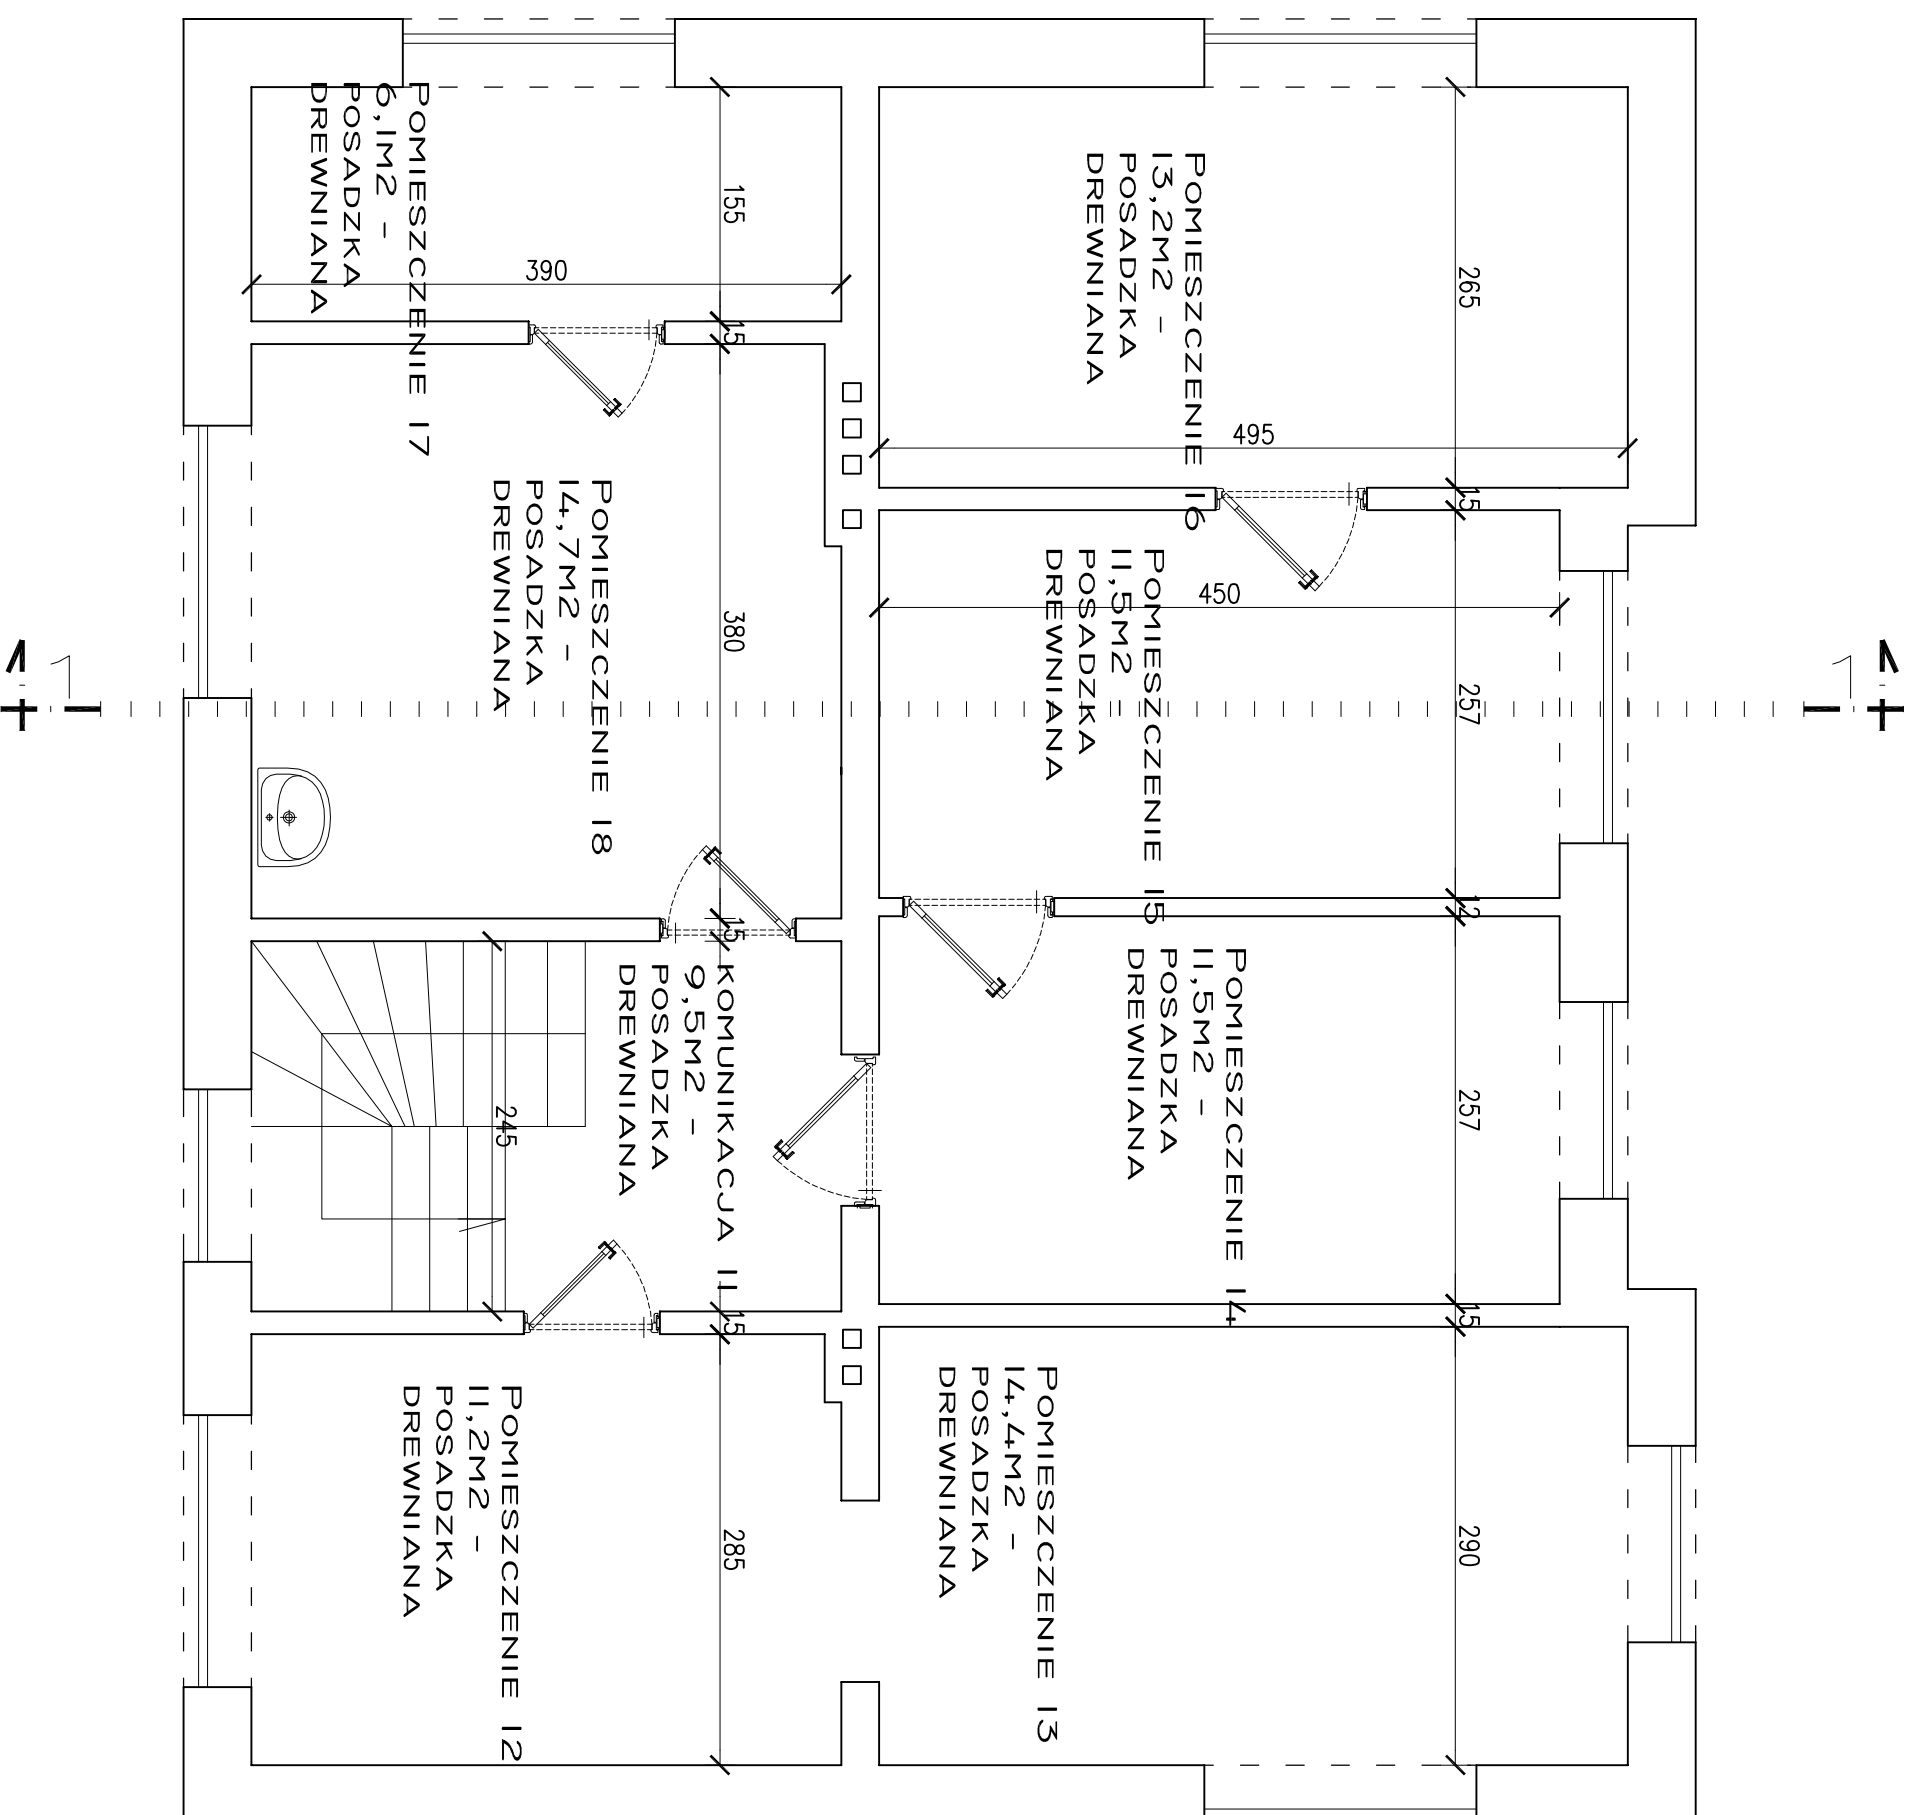 POMIESZCZENIE 17
6,1M2 -
POSADZKA
DREWNIANA
155
390
15
POMIESZCZENIE 16
13,2M2 -
POSADZKA
DREWNIANA
265
495
15
POMIESZCZENIE 18
14,7M2 -
POSADZKA
DREWNIANA
380
15
POMIESZCZENIE 15
11,5M2 -
POSADZKA
DREWNIANA
450
257
12
1
1
KOMUNIKACJA 11
9,5M2 -
POSADZKA
DREWNIANA
245
15
POMIESZCZENIE 14
11,5M2 -
POSADZKA
DREWNIANA
257
15
POMIESZCZENIE 12
11,2M2 -
POSADZKA
DREWNIANA
285
POMIESZCZENIE 13
14,4M2 -
POSADZKA
DREWNIANA
290